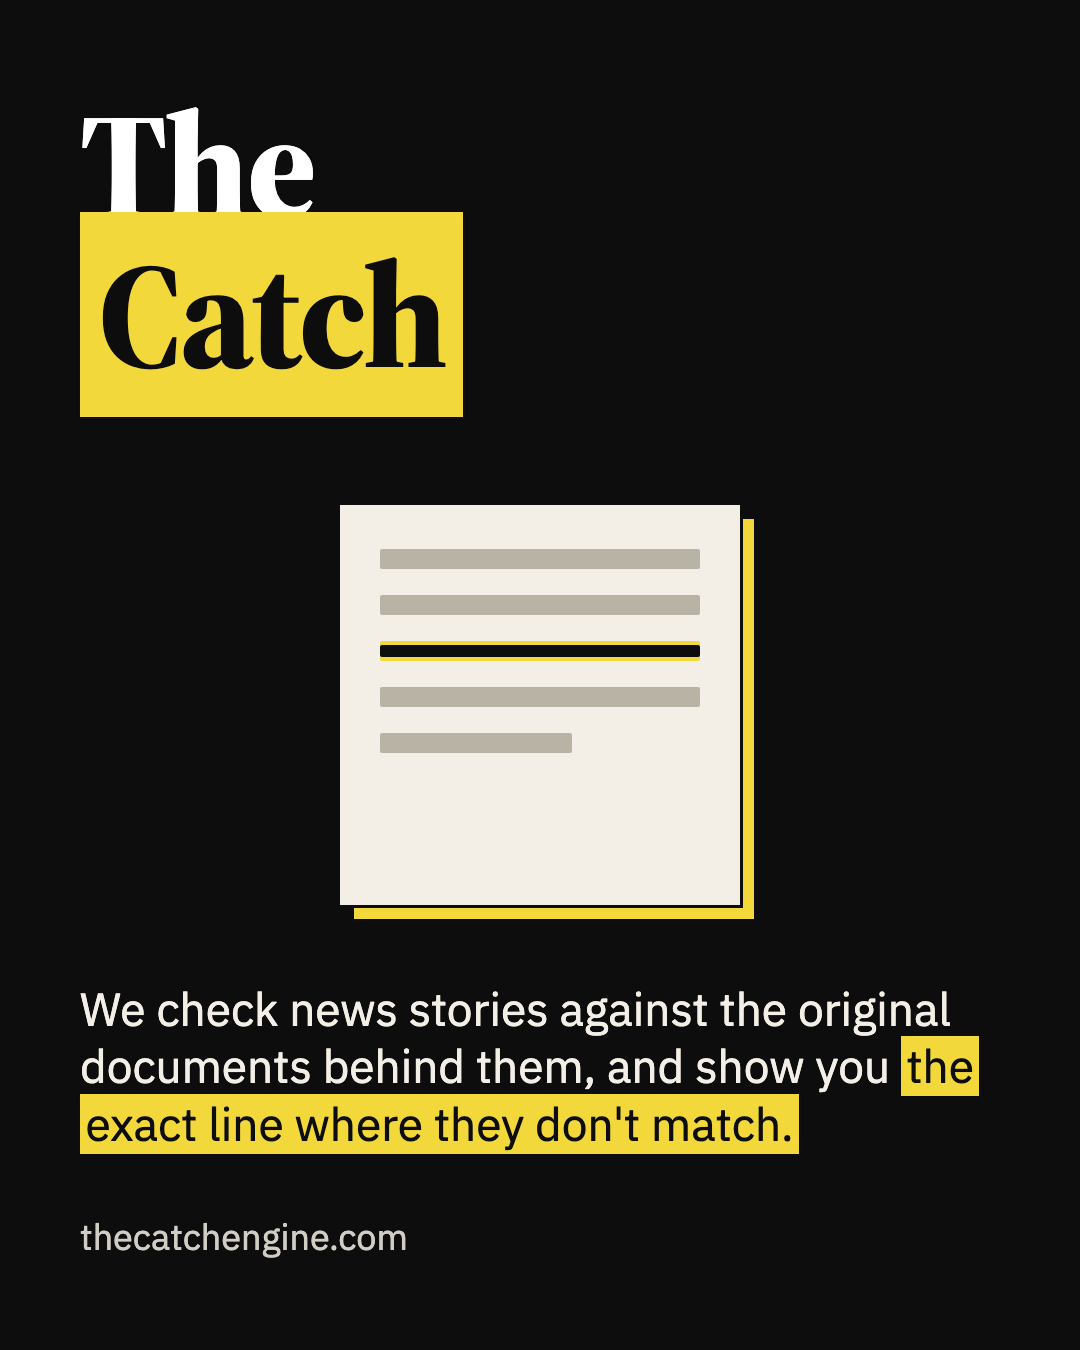 The
Catch
We check news stories against the original
documents behind them, and show you the
exact line where they don't match.
thecatchengine.com